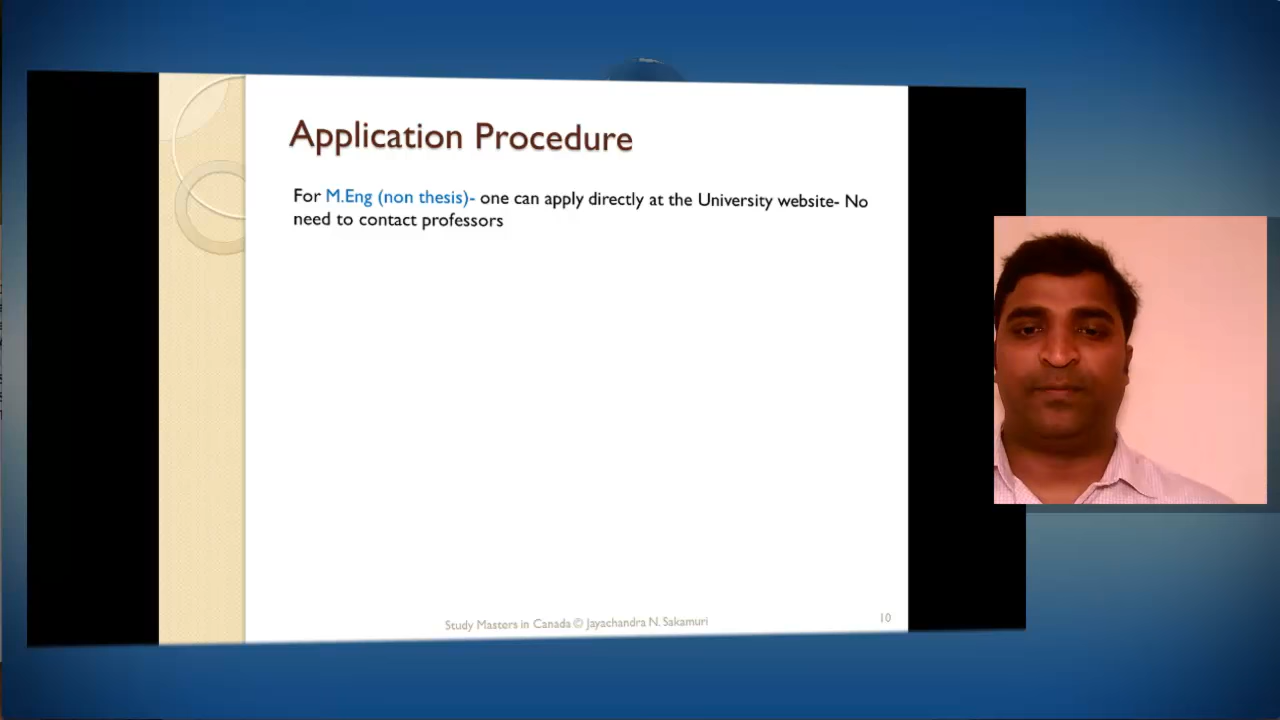 Application Procedure
For M.Eng (non thesis)- one can apply directly at the University website- No
need to contact professors
Study Masters in Canada © Jayachandra N. Sakamuri
10